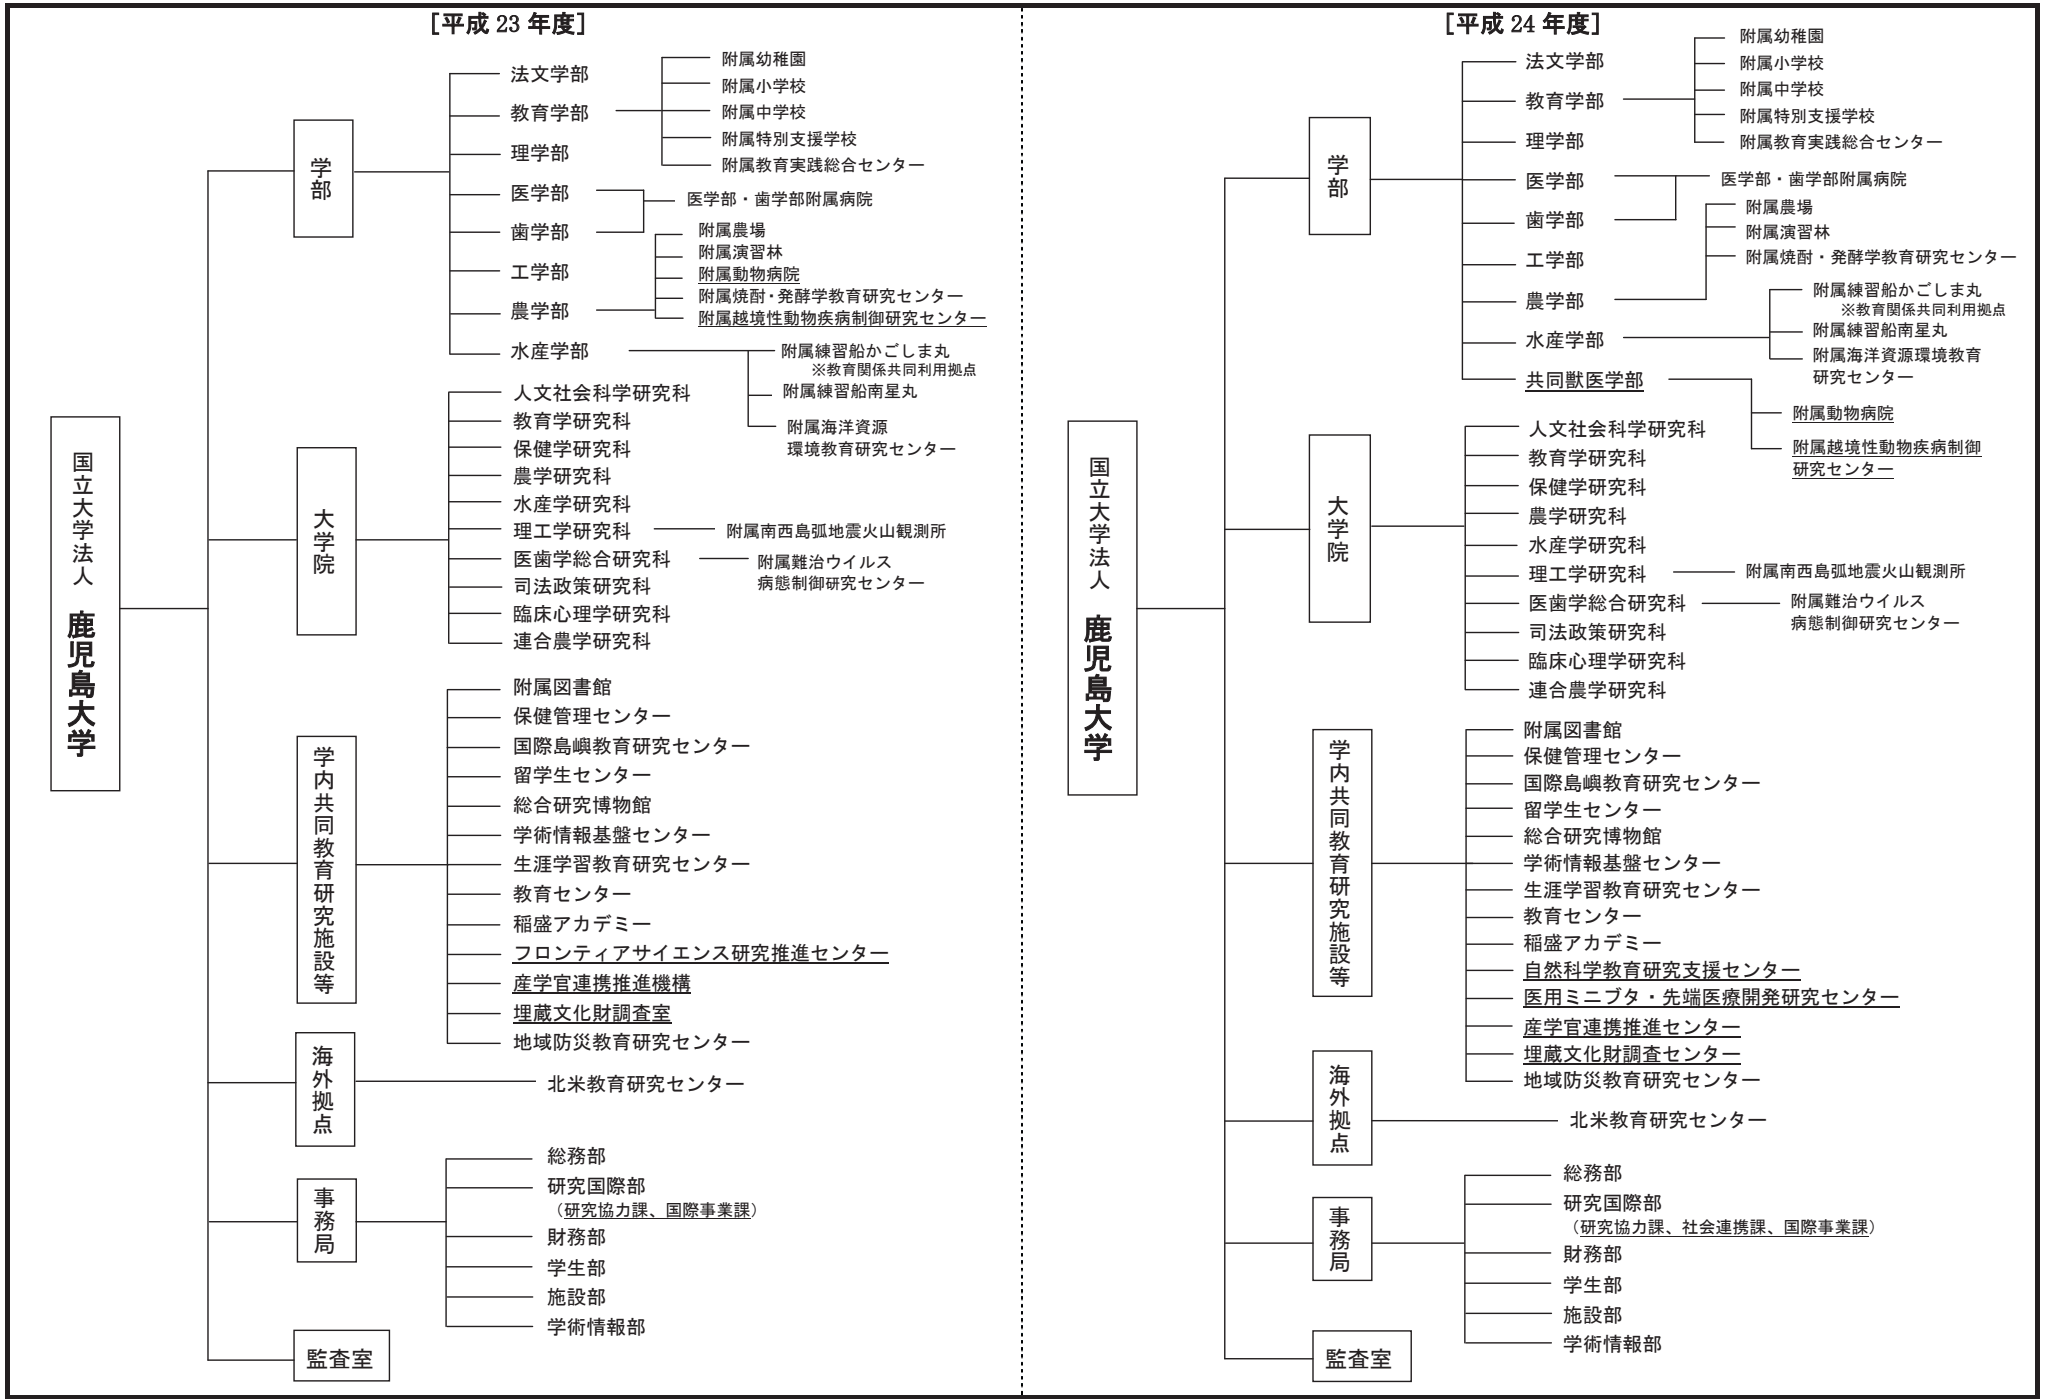 [平成 23 年度]
国立大学法人 鹿児島大学
学部
法文学部
教育学部
附属幼稚園
附属小学校
附属中学校
附属特別支援学校
附属教育実践総合センター
理学部
医学部
歯学部
医学部・歯学部附属病院
工学部
農学部
附属農場
附属演習林
附属動物病院
附属焼酎・発酵学教育研究センター
附属越境性動物疾病制御研究センター
水産学部
附属練習船かごしま丸
※教育関係共同利用拠点
附属練習船南星丸
附属海洋資源
環境教育研究センター
大学院
人文社会科学研究科
教育学研究科
保健学研究科
農学研究科
水産学研究科
理工学研究科
附属南西島弧地震火山観測所
医歯学総合研究科
附属難治ウイルス
病態制御研究センター
司法政策研究科
臨床心理学研究科
連合農学研究科
学内共同教育研究施設等
附属図書館
保健管理センター
国際島嶼教育研究センター
留学生センター
総合研究博物館
学術情報基盤センター
生涯学習教育研究センター
教育センター
稲盛アカデミー
フロンティアサイエンス研究推進センター
産学官連携推進機構
埋蔵文化財調査室
地域防災教育研究センター
海外拠点
北米教育研究センター
事務局
総務部
研究国際部
（研究協力課、国際事業課）
財務部
学生部
施設部
学術情報部
監査室
[平成 24 年度]
国立大学法人 鹿児島大学
学部
法文学部
教育学部
附属幼稚園
附属小学校
附属中学校
附属特別支援学校
附属教育実践総合センター
理学部
医学部
歯学部
医学部・歯学部附属病院
工学部
農学部
附属農場
附属演習林
附属焼酎・発酵学教育研究センター
水産学部
附属練習船かごしま丸
※教育関係共同利用拠点
附属練習船南星丸
附属海洋資源環境教育
研究センター
共同獣医学部
附属動物病院
附属越境性動物疾病制御
研究センター
大学院
人文社会科学研究科
教育学研究科
保健学研究科
農学研究科
水産学研究科
理工学研究科
附属南西島弧地震火山観測所
医歯学総合研究科
附属難治ウイルス
病態制御研究センター
司法政策研究科
臨床心理学研究科
連合農学研究科
学内共同教育研究施設等
附属図書館
保健管理センター
国際島嶼教育研究センター
留学生センター
総合研究博物館
学術情報基盤センター
生涯学習教育研究センター
教育センター
稲盛アカデミー
自然科学教育研究支援センター
医用ミニブタ・先端医療開発研究センター
産学官連携推進センター
埋蔵文化財調査センター
地域防災教育研究センター
海外拠点
北米教育研究センター
事務局
総務部
研究国際部
（研究協力課、社会連携課、国際事業課）
財務部
学生部
施設部
学術情報部
監査室